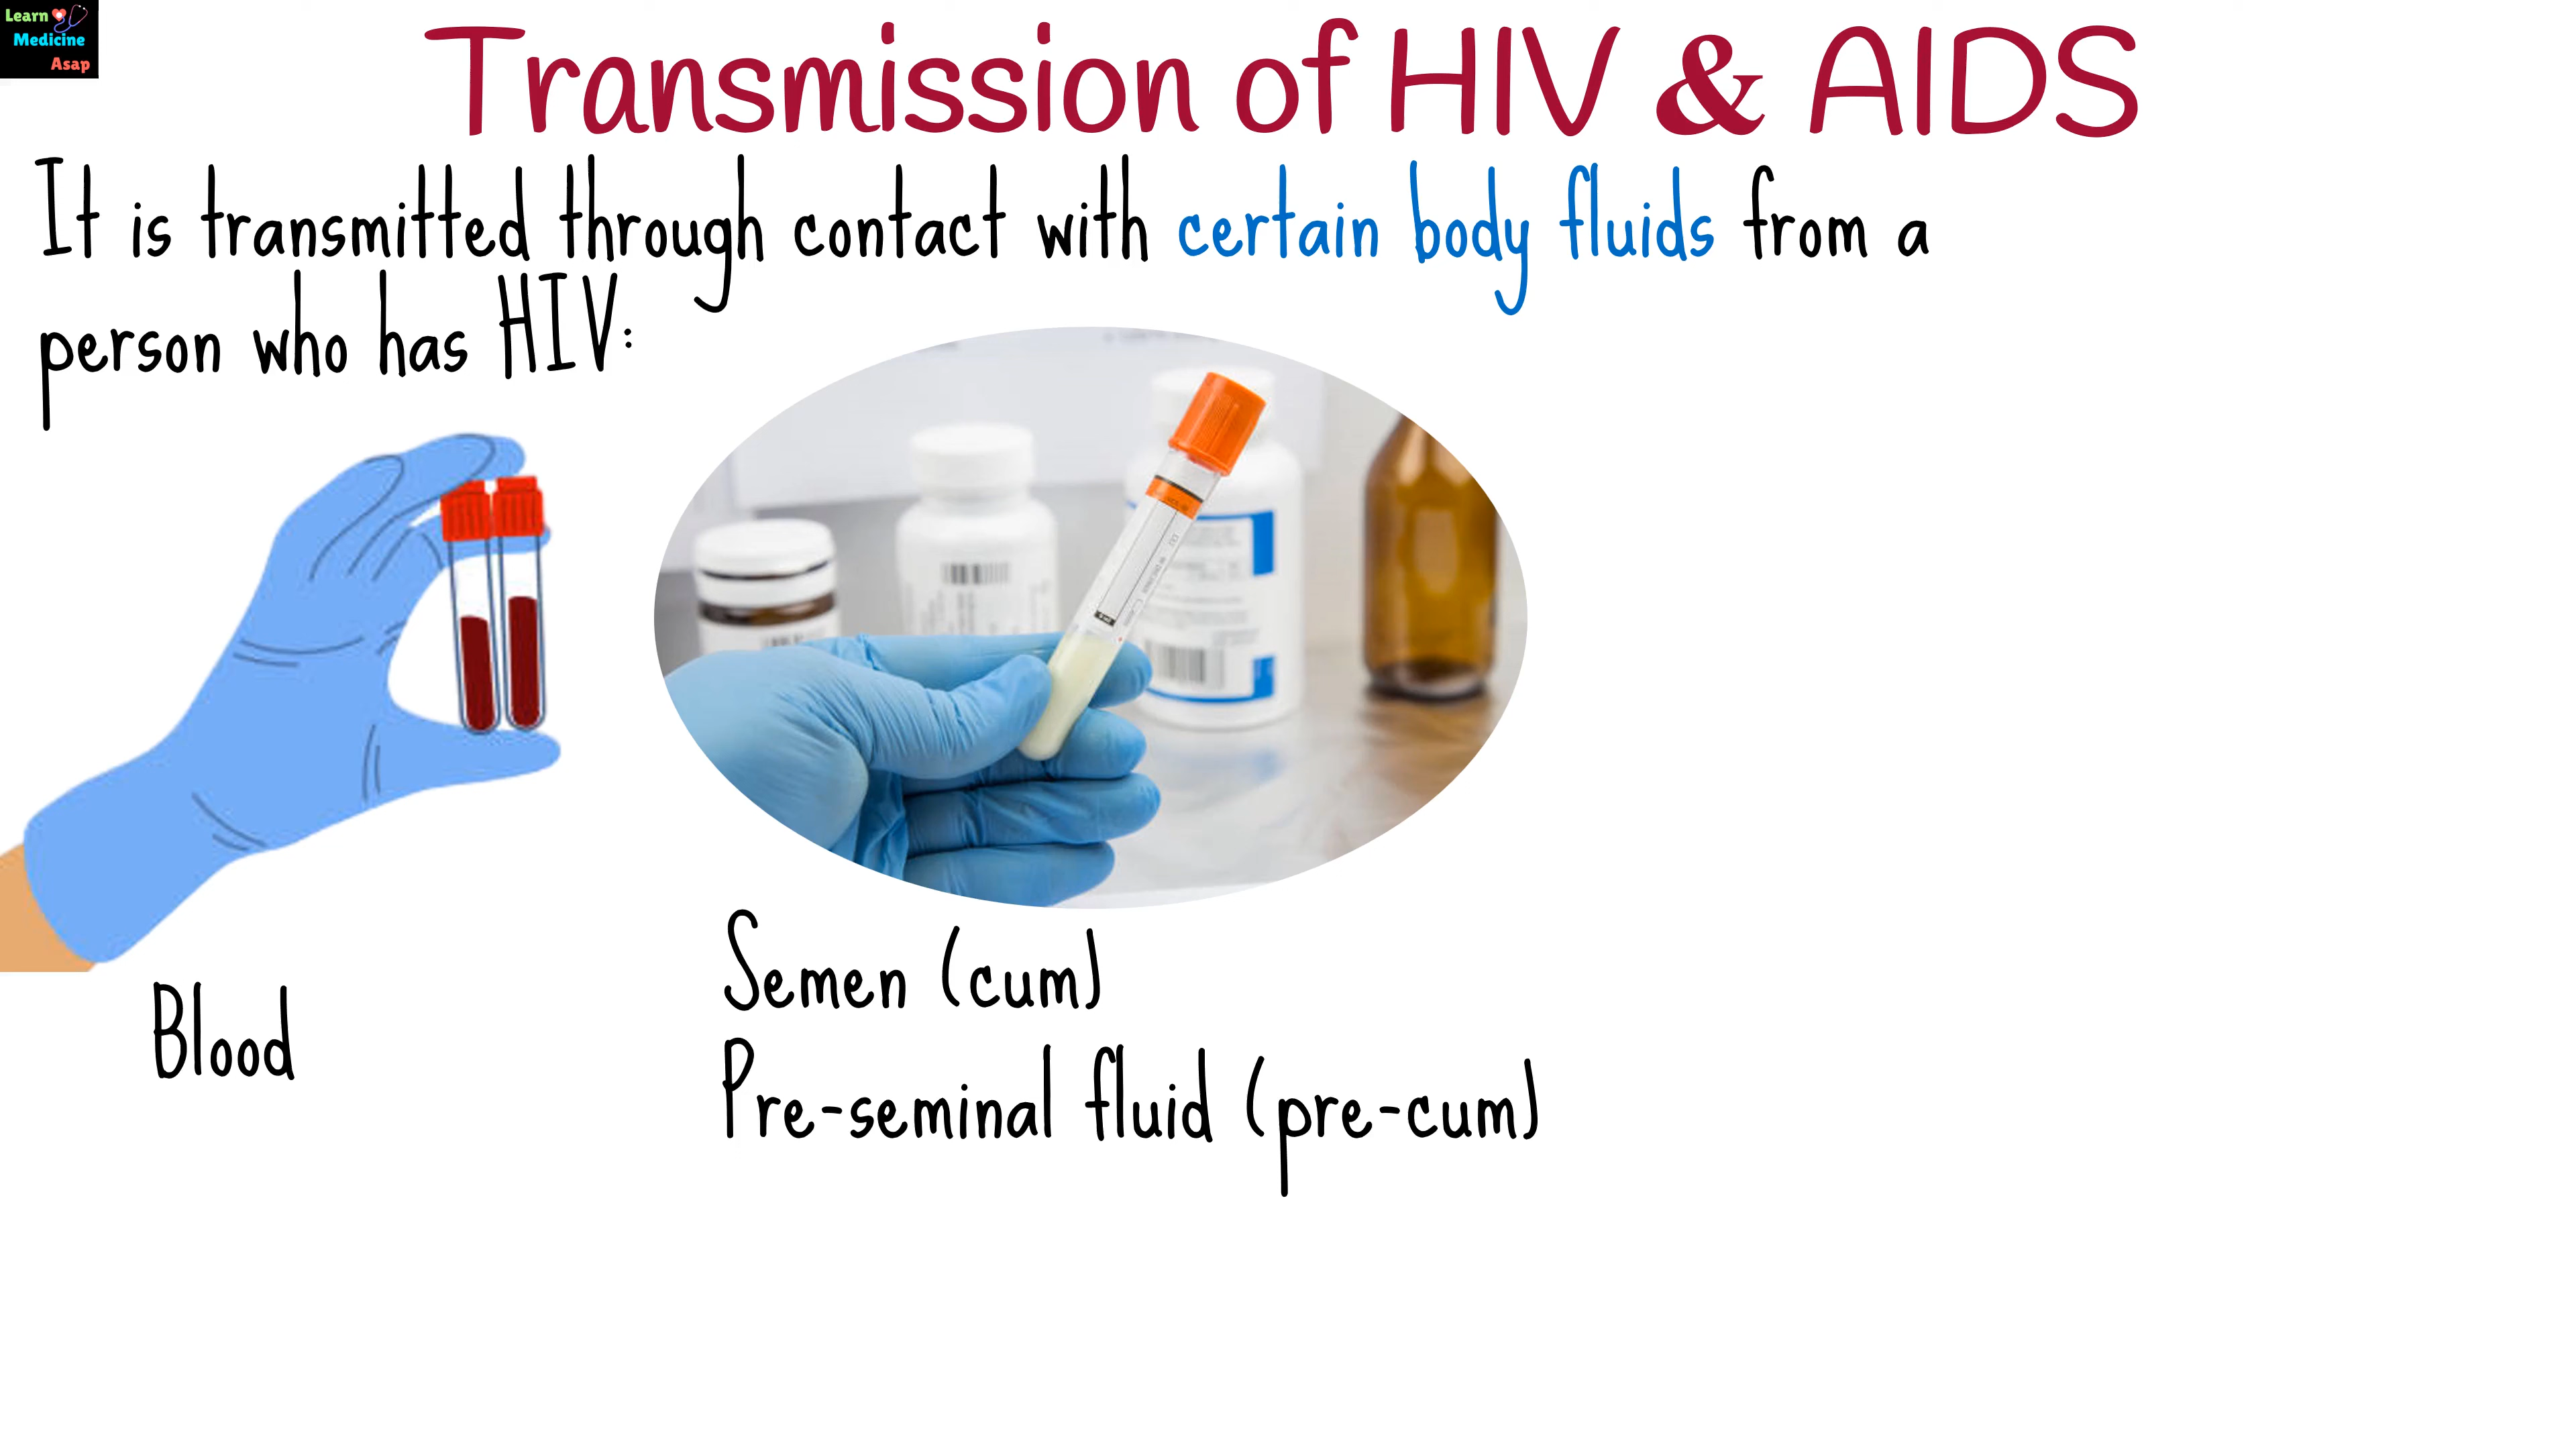 Learn
Medicine
Asap
Transmission of HIV & AIDS
It is transmitted through contact with certain body fluids from a
person who has HIV:
Blood
Semen (cum)
Pre-seminal fluid (pre-cum)